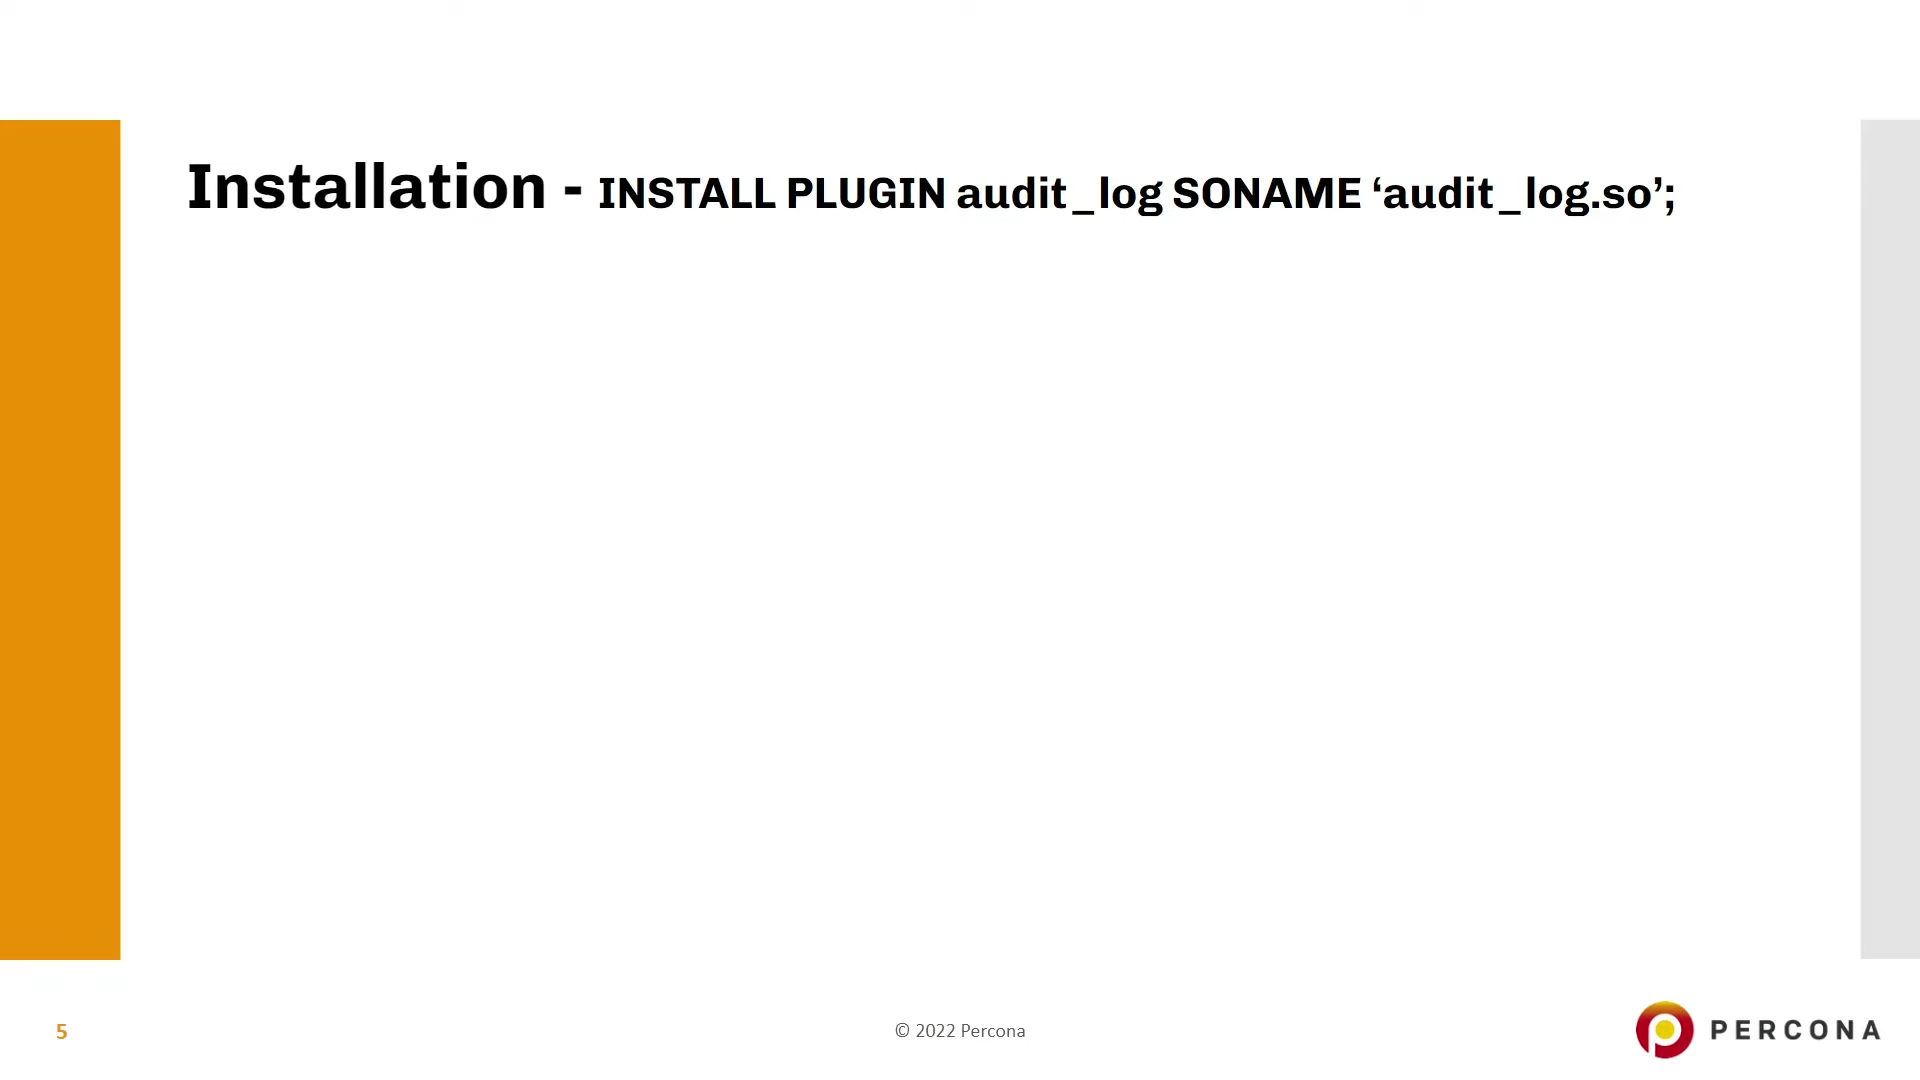 Installation - INSTALL PLUGIN audit_log SONAME ‘audit_log.so’;
5
© 2022 Percona
PERCONA